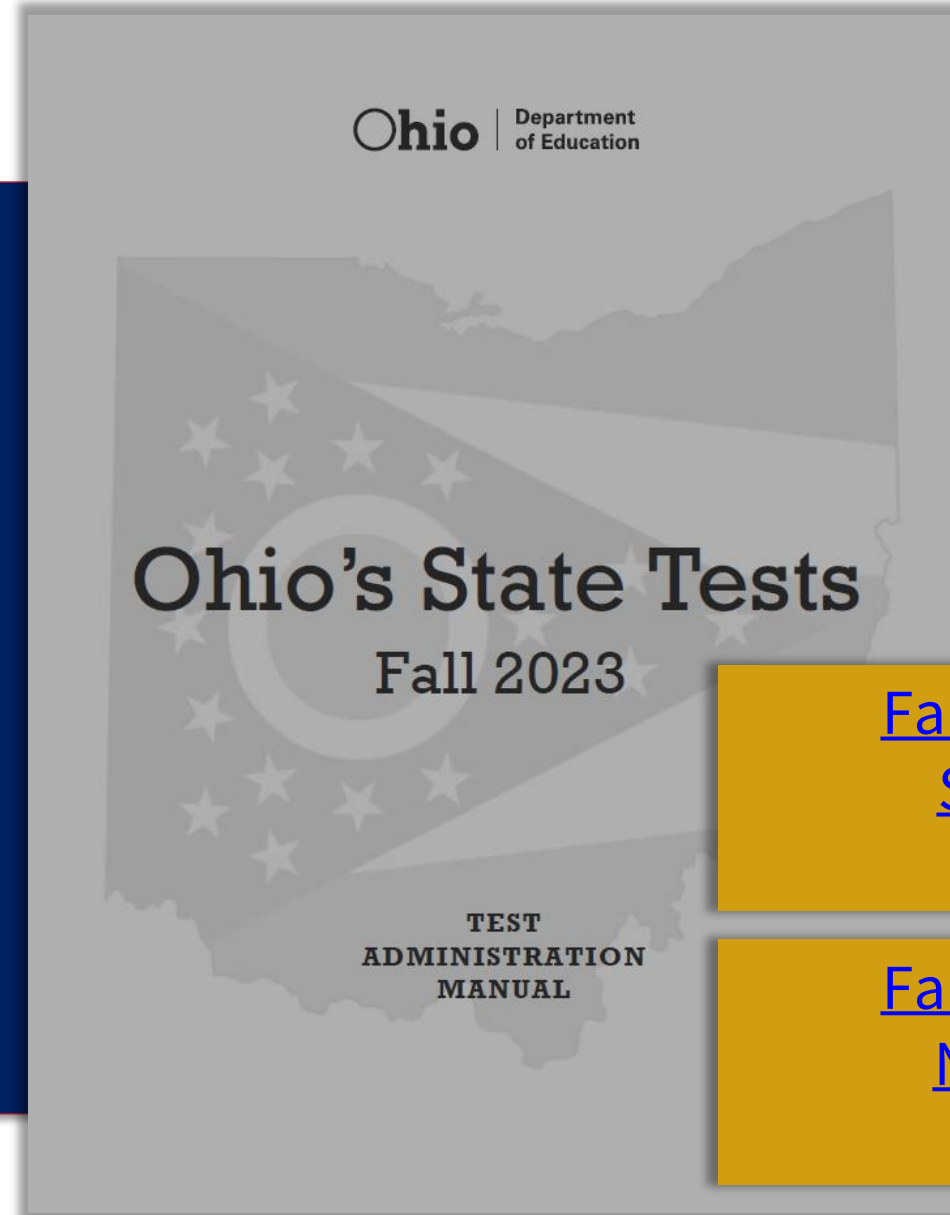 Ohio Department
of Education
Ohio's State Tests
Fall 2023
TEST
ADMINISTRATION
MANUAL